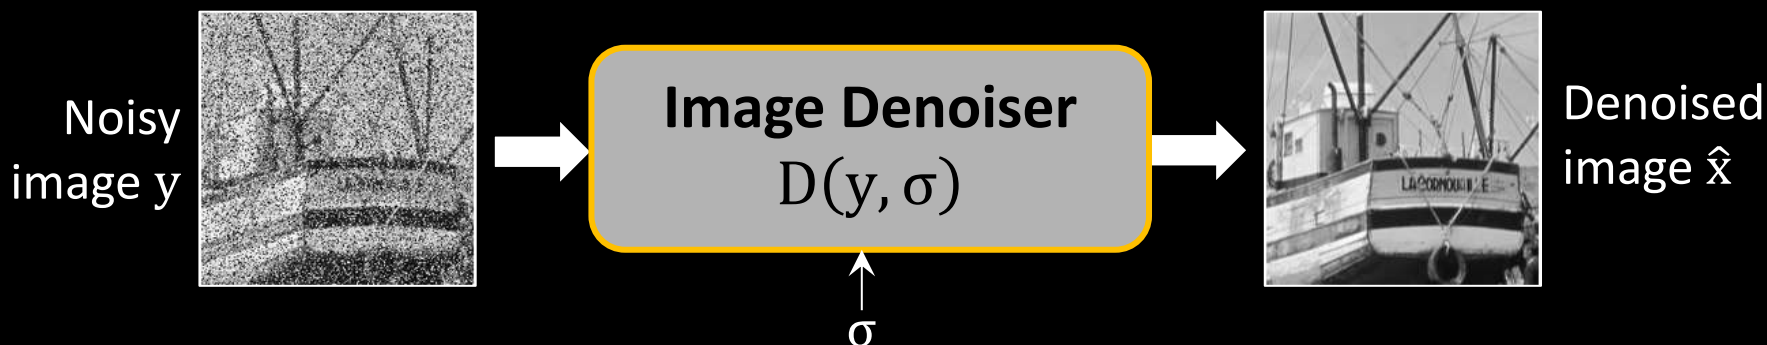 Noisy
image y
Image Denoiser
D(y, σ)
σ
Denoised
image x̂